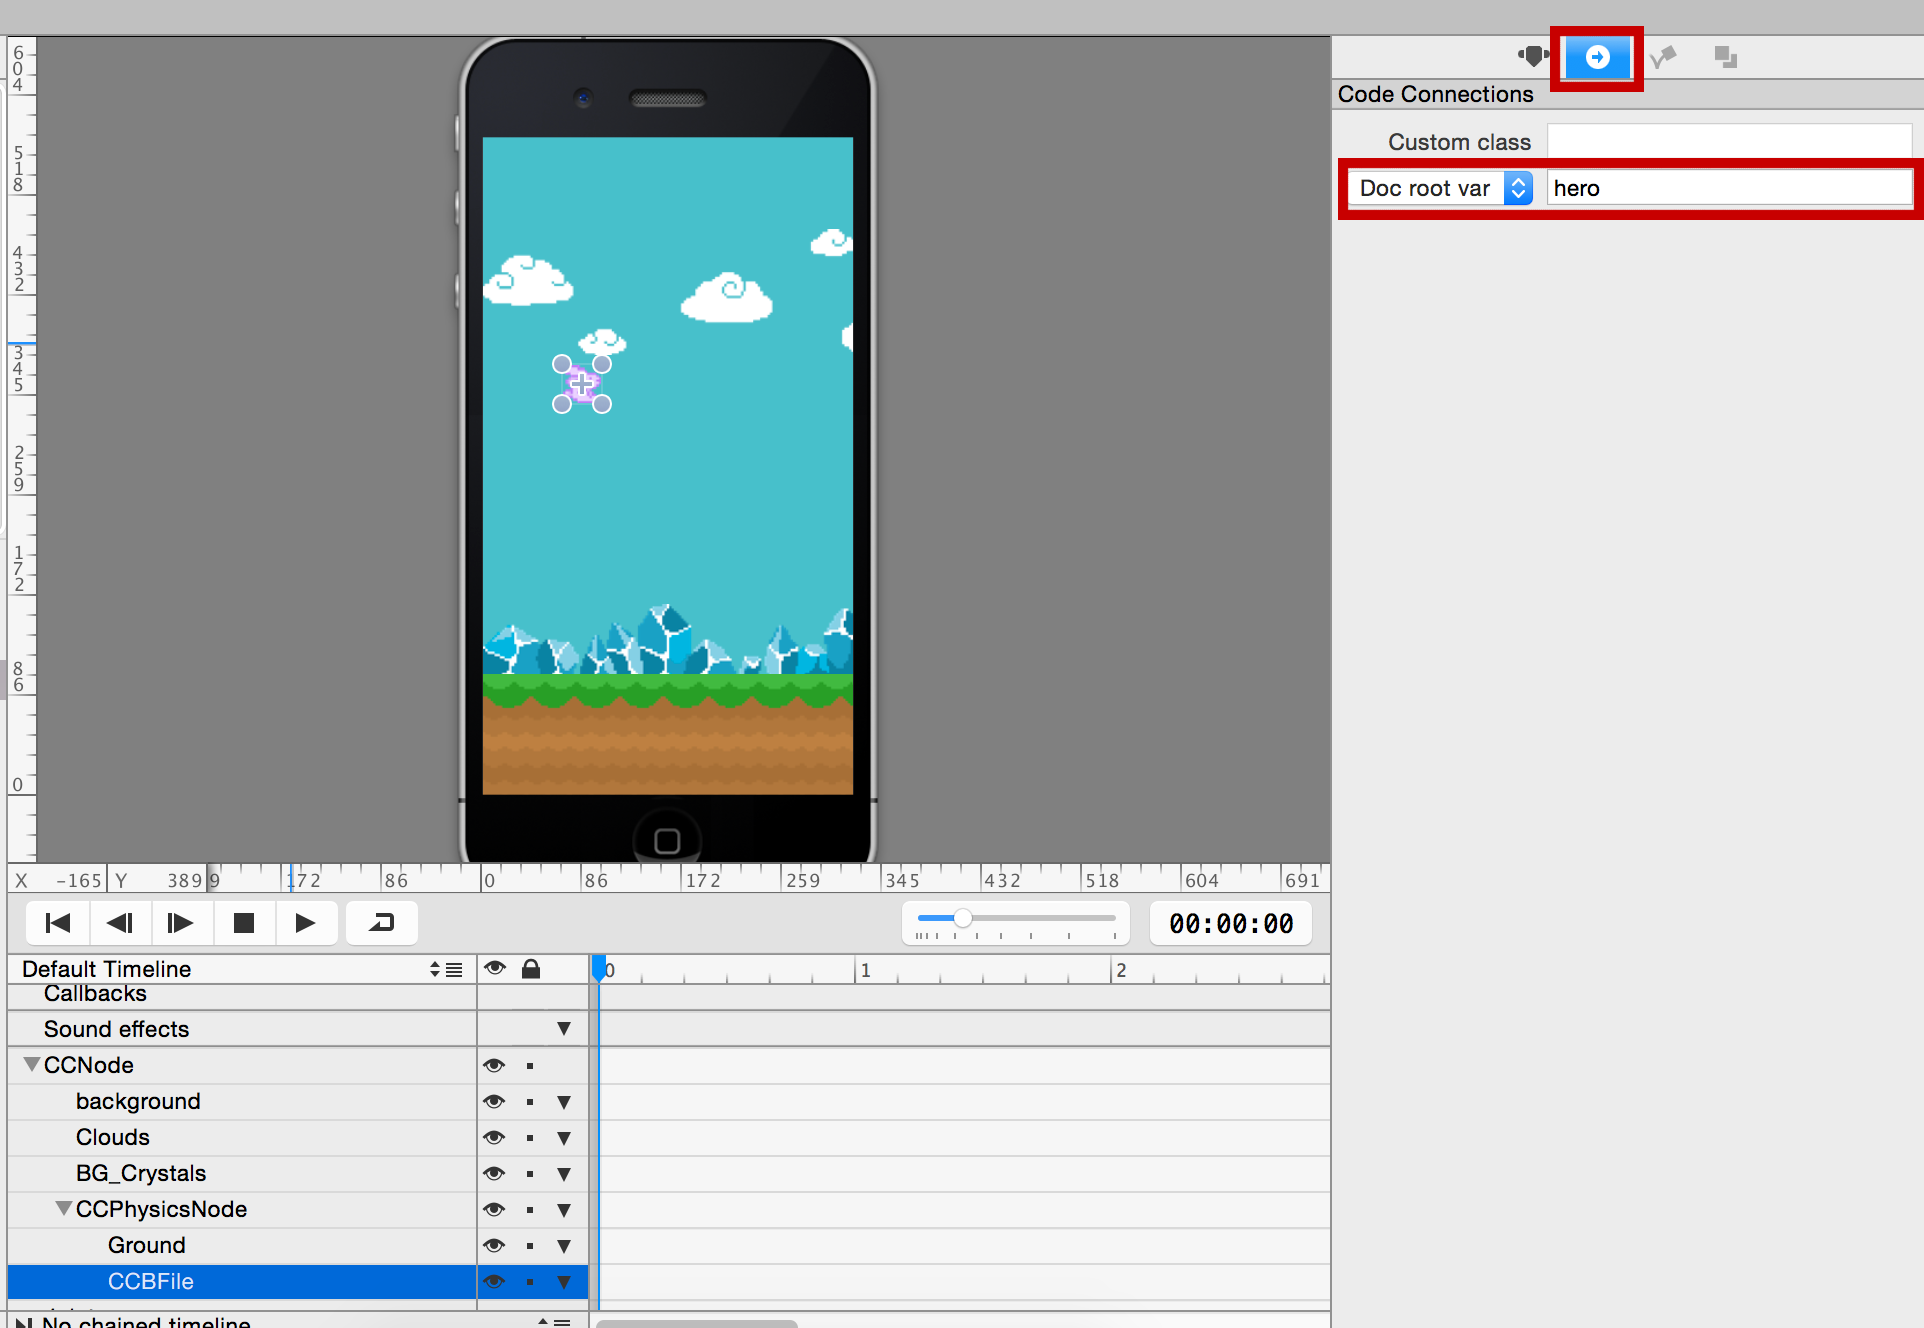 Code Connections
Custom class
Doc root var hero
604
518
432
345
259
172
86
0
X -165 Y 389 9 172 86 0 86 172 259 345 432 518 604 691
00:00:00
Default Timeline 0 1 2
Callbacks
Sound effects
CCNode
background
Clouds
BG_Crystals
CCPhysicsNode
Ground
CCBFile
No chained timeline